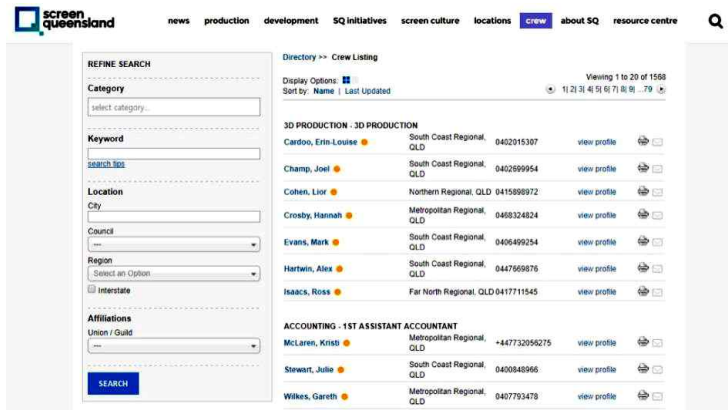 screen
queensland
news production development SQ initiatives screen culture locations crew about SQ resource centre
REFINE SEARCH
Category
select category..
Keyword
search tips
Location
City
Council
---
Region
Select an Option
Interstate
Affiliations
Union / Guild
---
SEARCH
Directory >> Crew Listing
Display Options:
Sort by: Name | Last Updated
Viewing 1 to 20 of 1568
1| 2| 3| 4| 5| 6| 7| 8| 9| ...79
3D PRODUCTION - 3D PRODUCTION
Cardoo, Erin-Louise South Coast Regional, QLD 0402015307 view profile
Champ, Joel South Coast Regional, QLD 0402699954 view profile
Cohen, Lior Northern Regional, QLD 0415898972 view profile
Crosby, Hannah Metropolitan Regional, QLD 0468324824 view profile
Evans, Mark South Coast Regional, QLD 0406499254 view profile
Hartwin, Alex South Coast Regional, QLD 0447669876 view profile
Isaacs, Ross Far North Regional, QLD 0417711545 view profile
ACCOUNTING - 1ST ASSISTANT ACCOUNTANT
McLaren, Kristi Metropolitan Regional, QLD +447732056275 view profile
Stewart, Julie South Coast Regional, QLD 0400848966 view profile
Wilkes, Gareth Metropolitan Regional, QLD 0407793478 view profile